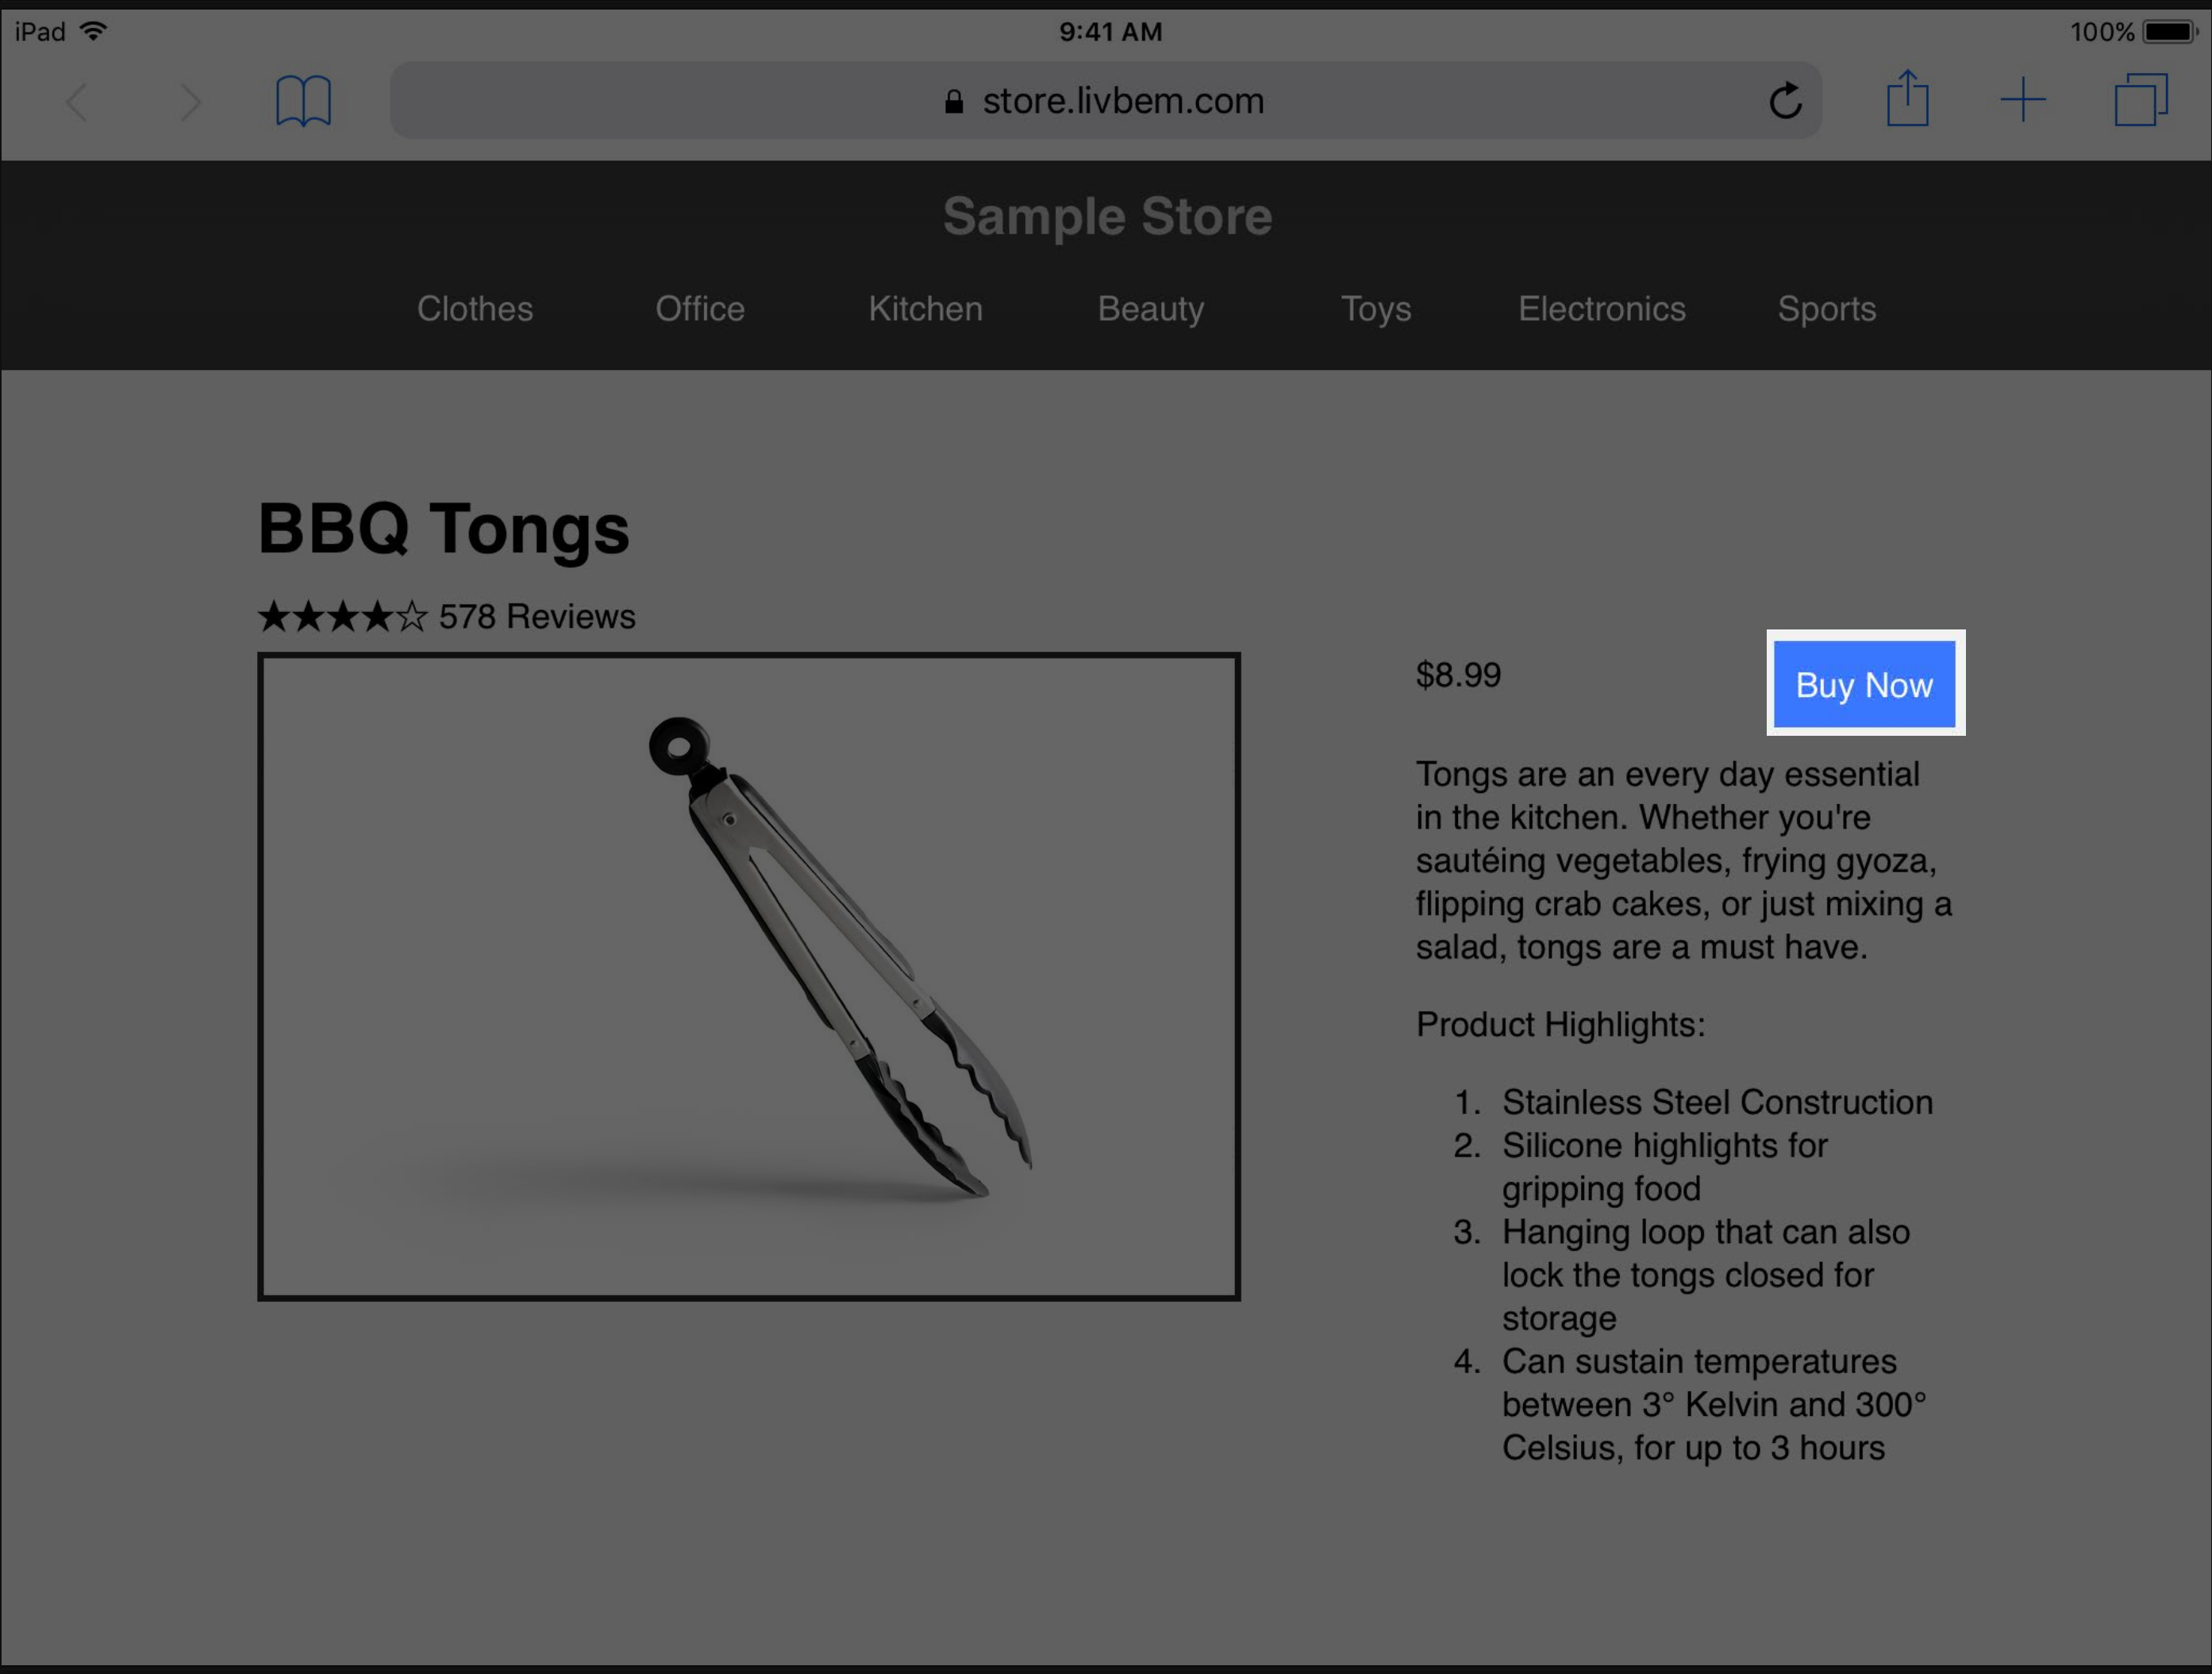 iPad
9:41 AM
100%
store.livbem.com
Sample Store
Clothes Office Kitchen Beauty Toys Electronics Sports
BBQ Tongs
★★★★☆ 578 Reviews
$8.99
Buy Now
Tongs are an every day essential
in the kitchen. Whether you're
sautéing vegetables, frying gyoza,
flipping crab cakes, or just mixing a
salad, tongs are a must have.
Product Highlights:
1. Stainless Steel Construction
2. Silicone highlights for
gripping food
3. Hanging loop that can also
lock the tongs closed for
storage
4. Can sustain temperatures
between 3° Kelvin and 300°
Celsius, for up to 3 hours